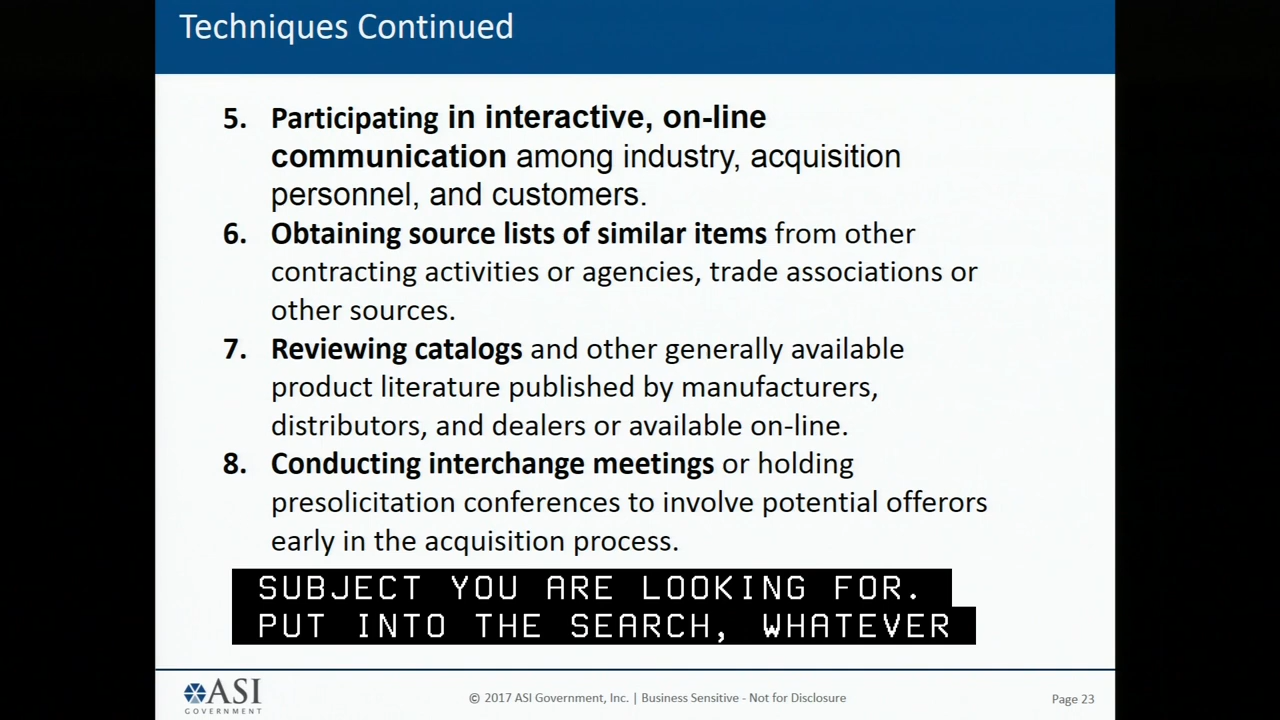 Techniques Continued
5. Participating in interactive, on-line
communication among industry, acquisition
personnel, and customers.
6. Obtaining source lists of similar items from other
contracting activities or agencies, trade associations or
other sources.
7. Reviewing catalogs and other generally available
product literature published by manufacturers,
distributors, and dealers or available on-line.
8. Conducting interchange meetings or holding
presolicitation conferences to involve potential offerors
early in the acquisition process.
SUBJECT YOU ARE LOOKING FOR.
PUT INTO THE SEARCH, WHATEVER
ASI
GOVERNMENT
© 2017 ASI Government, Inc. | Business Sensitive - Not for Disclosure
Page 23